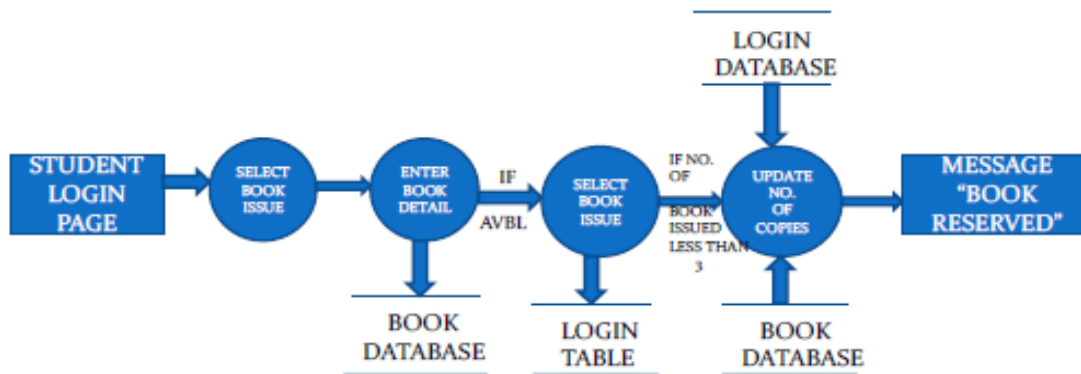 LOGIN
DATABASE
STUDENT
LOGIN
PAGE
SELECT
BOOK
ISSUE
ENTER
BOOK
DETAIL
IF
AVBL
SELECT
BOOK
ISSUE
IF NO.
OF
BOOK
ISSUED
LESS THAN
3
UPDATE
NO.
OF
COPIES
MESSAGE
“BOOK
RESERVED”
BOOK
DATABASE
LOGIN
TABLE
BOOK
DATABASE